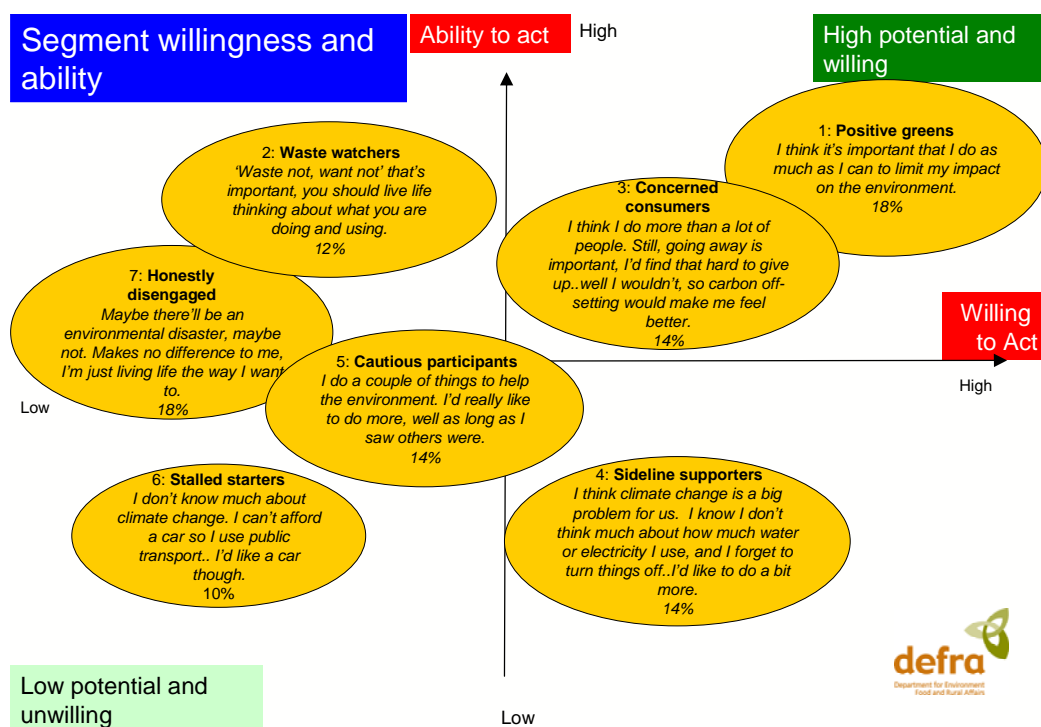 Segment willingness and
ability
Ability to act
High
High potential and
willing
1: Positive greens
I think it's important that I do as
much as I can to limit my impact
on the environment.
18%
2: Waste watchers
‘Waste not, want not’ that’s
important, you should live life
thinking about what you are
doing and using.
12%
3: Concerned
consumers
I think I do more than a lot of
people. Still, going away is
important, I’d find that hard to give
up..well I wouldn’t, so carbon off-
setting would make me feel
better.
14%
7: Honestly
disengaged
Maybe there’ll be an
environmental disaster, maybe
not. Makes no difference to me,
I’m just living life the way I want
to.
18%
Willing
to Act
High
Low
5: Cautious participants
I do a couple of things to help
the environment. I’d really like
to do more, well as long as I
saw others were.
14%
6: Stalled starters
I don’t know much about
climate change. I can’t afford
a car so I use public
transport.. I’d like a car
though.
10%
4: Sideline supporters
I think climate change is a big
problem for us. I know I don’t
think much about how much water
or electricity I use, and I forget to
turn things off..I’d like to do a bit
more.
14%
defra
Department for Environment
Food and Rural Affairs
Low potential and
unwilling
Low